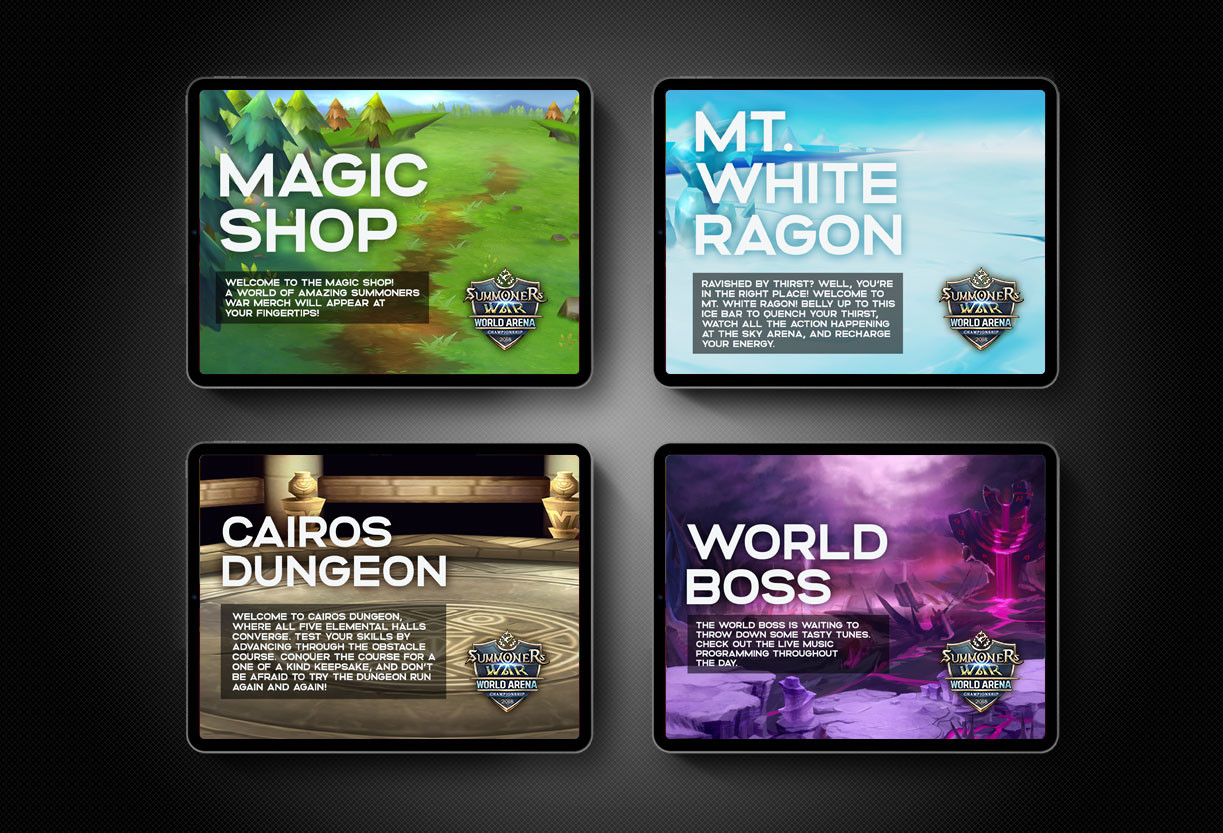 MAGIC
SHOP
WELCOME TO THE MAGIC SHOP!
A WORLD OF AMAZING SUMMONERS
WAR MERCH WILL APPEAR AT
YOUR FINGERTIPS!
SUMMONERS
WAR
WORLD ARENA
CHAMPIONSHIP
2018
MT.
WHITE
RAGON
RAVISHED BY THIRST? WELL, YOU'RE
IN THE RIGHT PLACE! WELCOME TO
MT. WHITE RAGON! BELLY UP TO THIS
ICE BAR TO QUENCH YOUR THIRST,
WATCH ALL THE ACTION HAPPENING
AT THE SKY ARENA, AND RECHARGE
YOUR ENERGY.
SUMMONERS
WAR
WORLD ARENA
CHAMPIONSHIP
2018
CAIROS
DUNGEON
WELCOME TO CAIROS DUNGEON,
WHERE ALL FIVE ELEMENTAL HALLS
CONVERGE. TEST YOUR SKILLS BY
ADVANCING THROUGH THE OBSTACLE
COURSE. CONQUER THE COURSE FOR A
ONE OF A KIND KEEPSAKE, AND DON'T
BE AFRAID TO TRY THE DUNGEON RUN
AGAIN AND AGAIN!
SUMMONERS
WAR
WORLD ARENA
CHAMPIONSHIP
2018
WORLD
BOSS
THE WORLD BOSS IS WAITING TO
THROW DOWN SOME TASTY TUNES.
CHECK OUT THE LIVE MUSIC
PROGRAMMING THROUGHOUT
THE DAY.
SUMMONERS
WAR
WORLD ARENA
CHAMPIONSHIP
2018